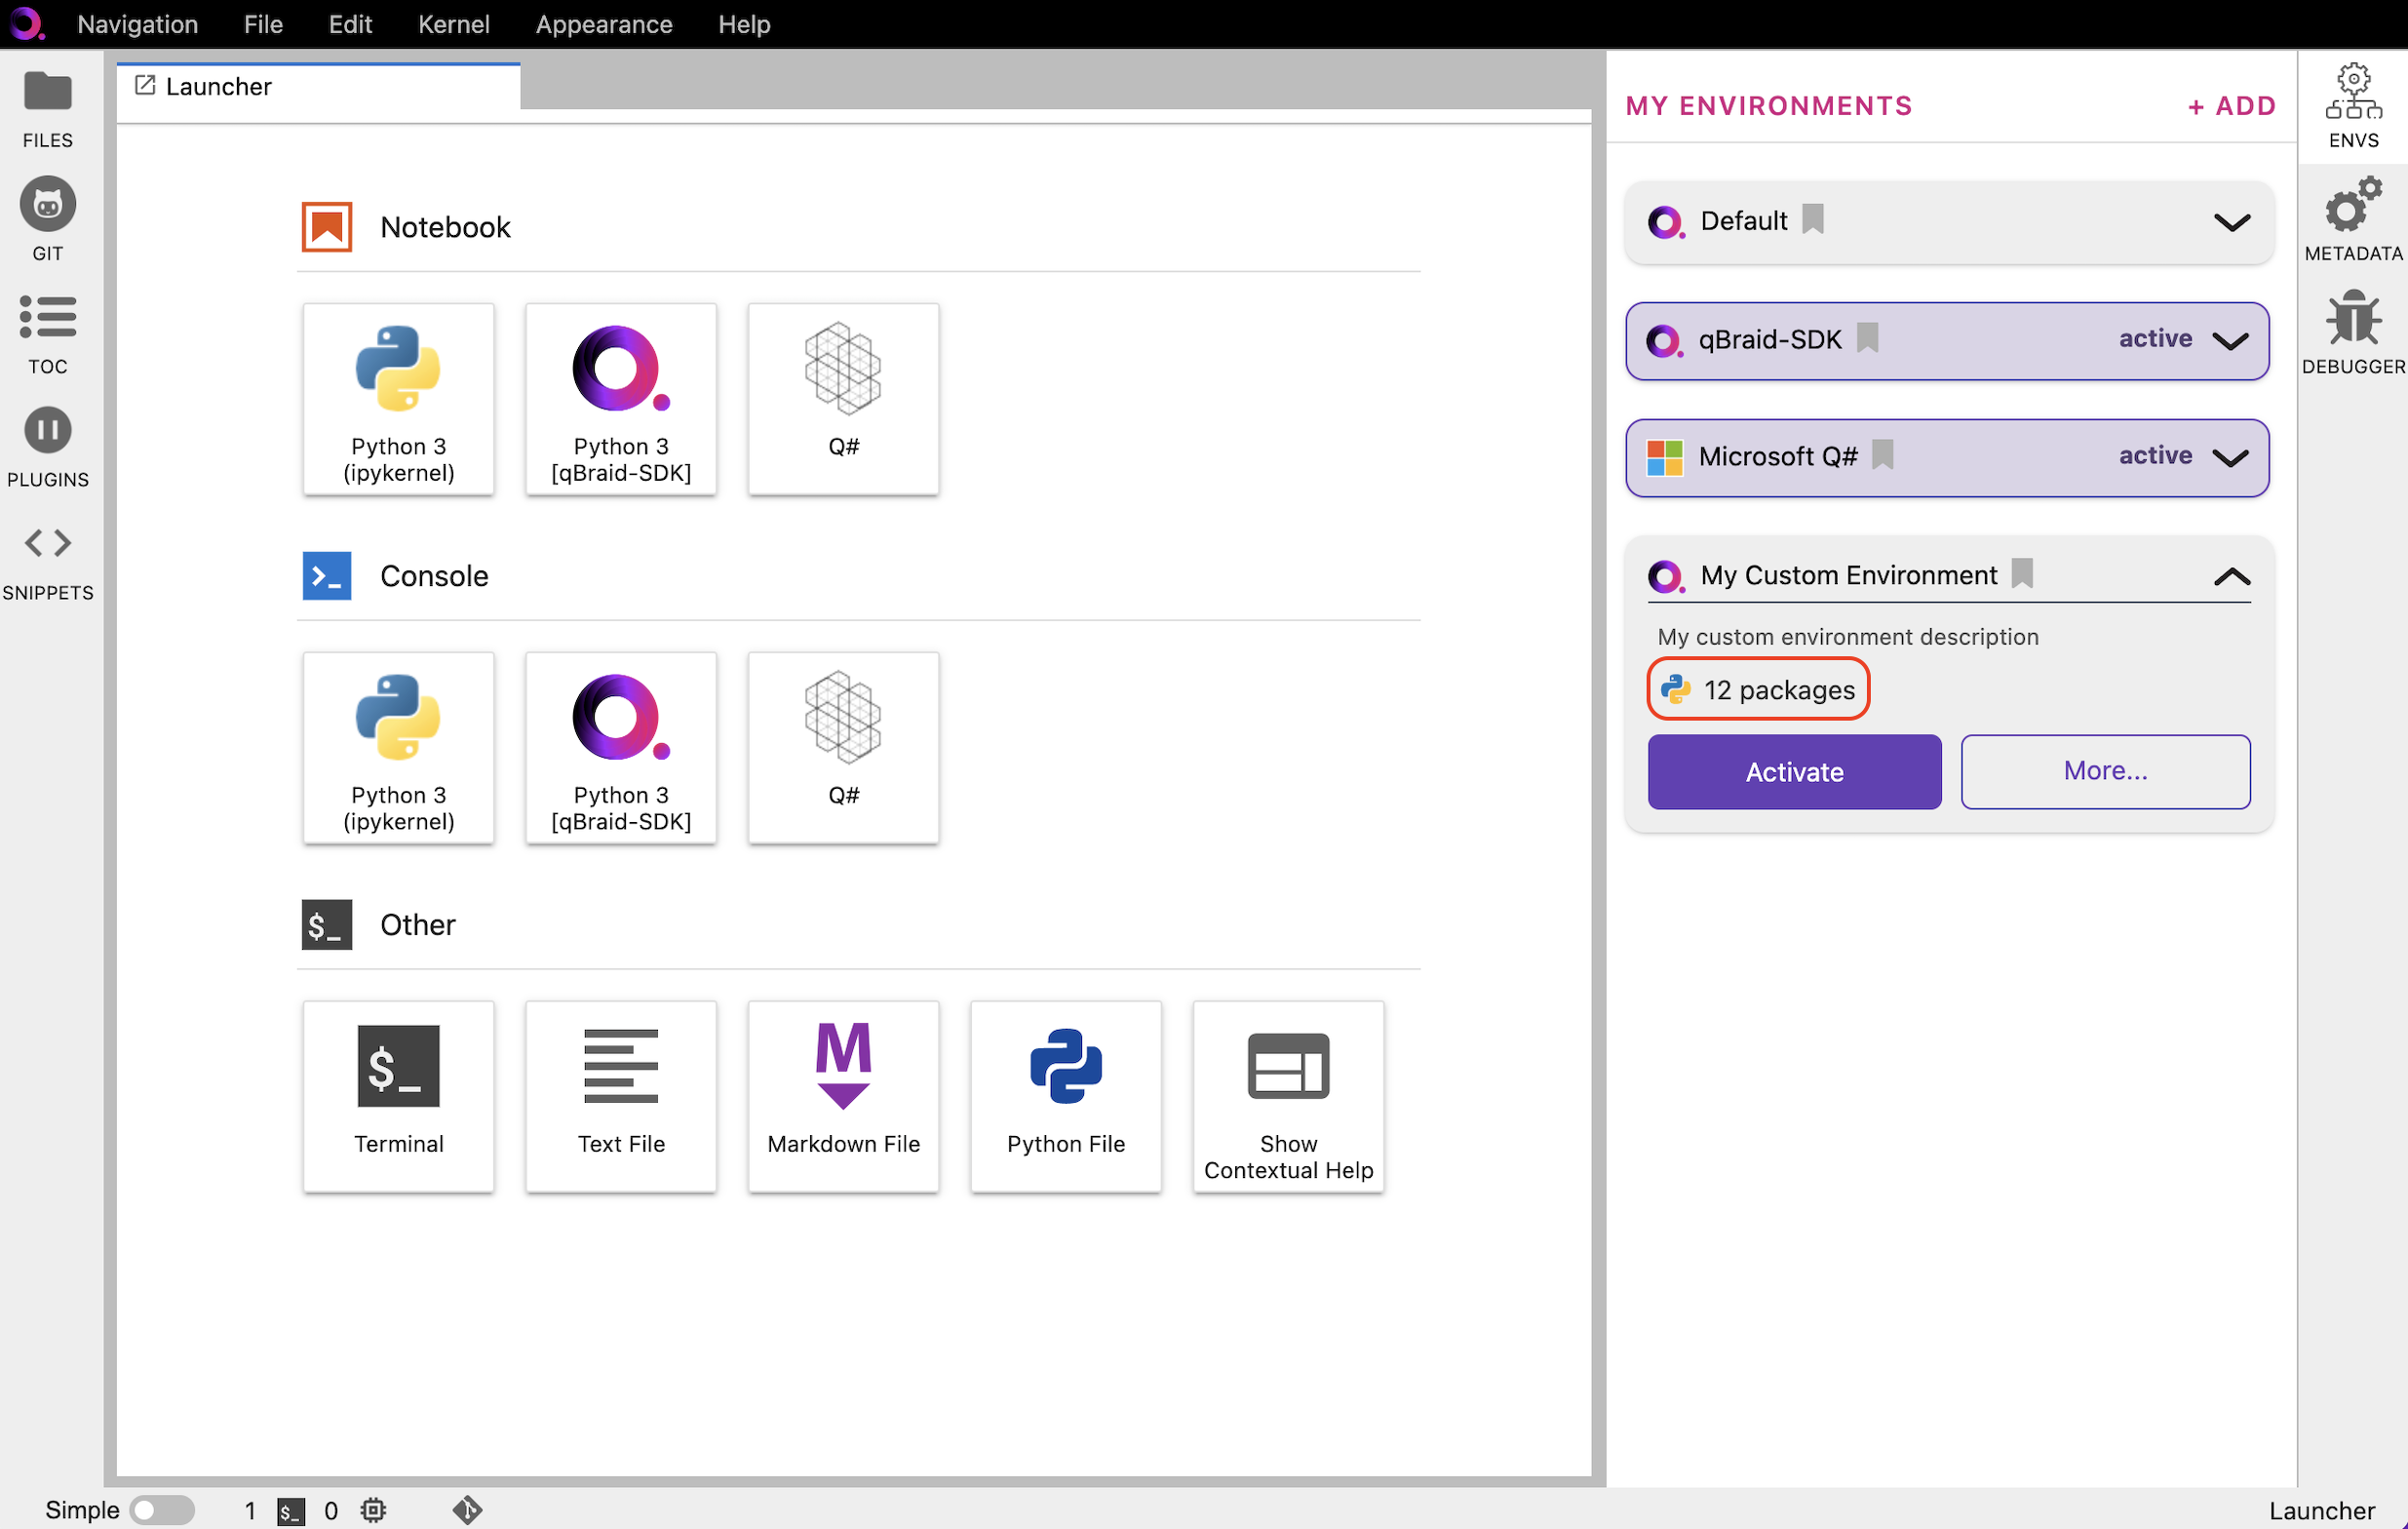 Navigation File Edit Kernel Appearance Help
FILES
GIT
TOC
PLUGINS
SNIPPETS
Launcher
Notebook
Python 3
(ipykernel)
Python 3
[qBraid-SDK]
Q#
>_ Console
Python 3
(ipykernel)
Python 3
[qBraid-SDK]
Q#
$_ Other
$_
Terminal
Text File
M
Markdown File
Python File
Show
Contextual Help
MY ENVIRONMENTS + ADD
Default
qBraid-SDK active
Microsoft Q# active
My Custom Environment
My custom environment description
12 packages
Activate More...
ENVS
METADATA
DEBUGGER
Simple 1 $_ 0 Launcher